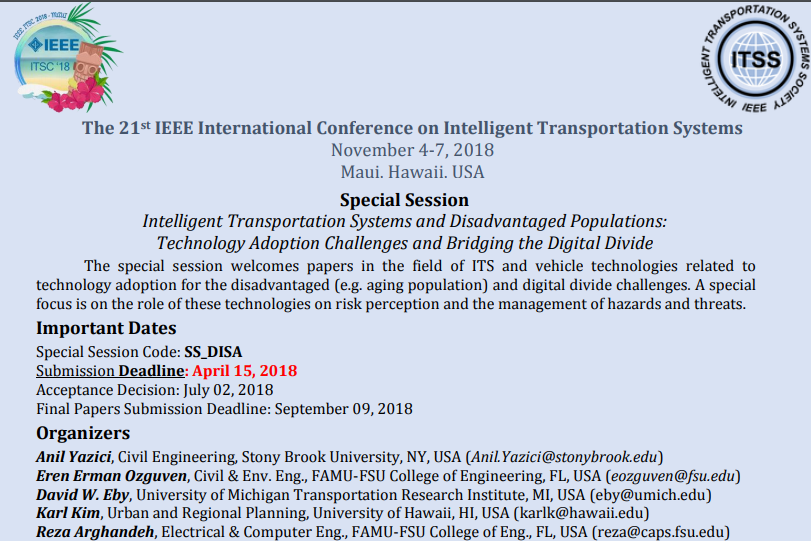 IEEE ITSC 2018 - MAUI
IEEE
ITSC '18
INTELLIGENT TRANSPORTATION SYSTEMS SOCIETY
ITSS
IEEE
The 21st IEEE International Conference on Intelligent Transportation Systems
November 4-7, 2018
Maui. Hawaii. USA
Special Session
Intelligent Transportation Systems and Disadvantaged Populations:
Technology Adoption Challenges and Bridging the Digital Divide
The special session welcomes papers in the field of ITS and vehicle technologies related to
technology adoption for the disadvantaged (e.g. aging population) and digital divide challenges. A special
focus is on the role of these technologies on risk perception and the management of hazards and threats.
Important Dates
Special Session Code: SS_DISA
Submission Deadline: April 15, 2018
Acceptance Decision: July 02, 2018
Final Papers Submission Deadline: September 09, 2018
Organizers
Anil Yazici, Civil Engineering, Stony Brook University, NY, USA (Anil.Yazici@stonybrook.edu)
Eren Erman Ozguven, Civil & Env. Eng., FAMU-FSU College of Engineering, FL, USA (eozguven@fsu.edu)
David W. Eby, University of Michigan Transportation Research Institute, MI, USA (eby@umich.edu)
Karl Kim, Urban and Regional Planning, University of Hawaii, HI, USA (karlk@hawaii.edu)
Reza Arghandeh, Electrical & Computer Eng., FAMU-FSU College of Eng., FL, USA (reza@caps.fsu.edu)